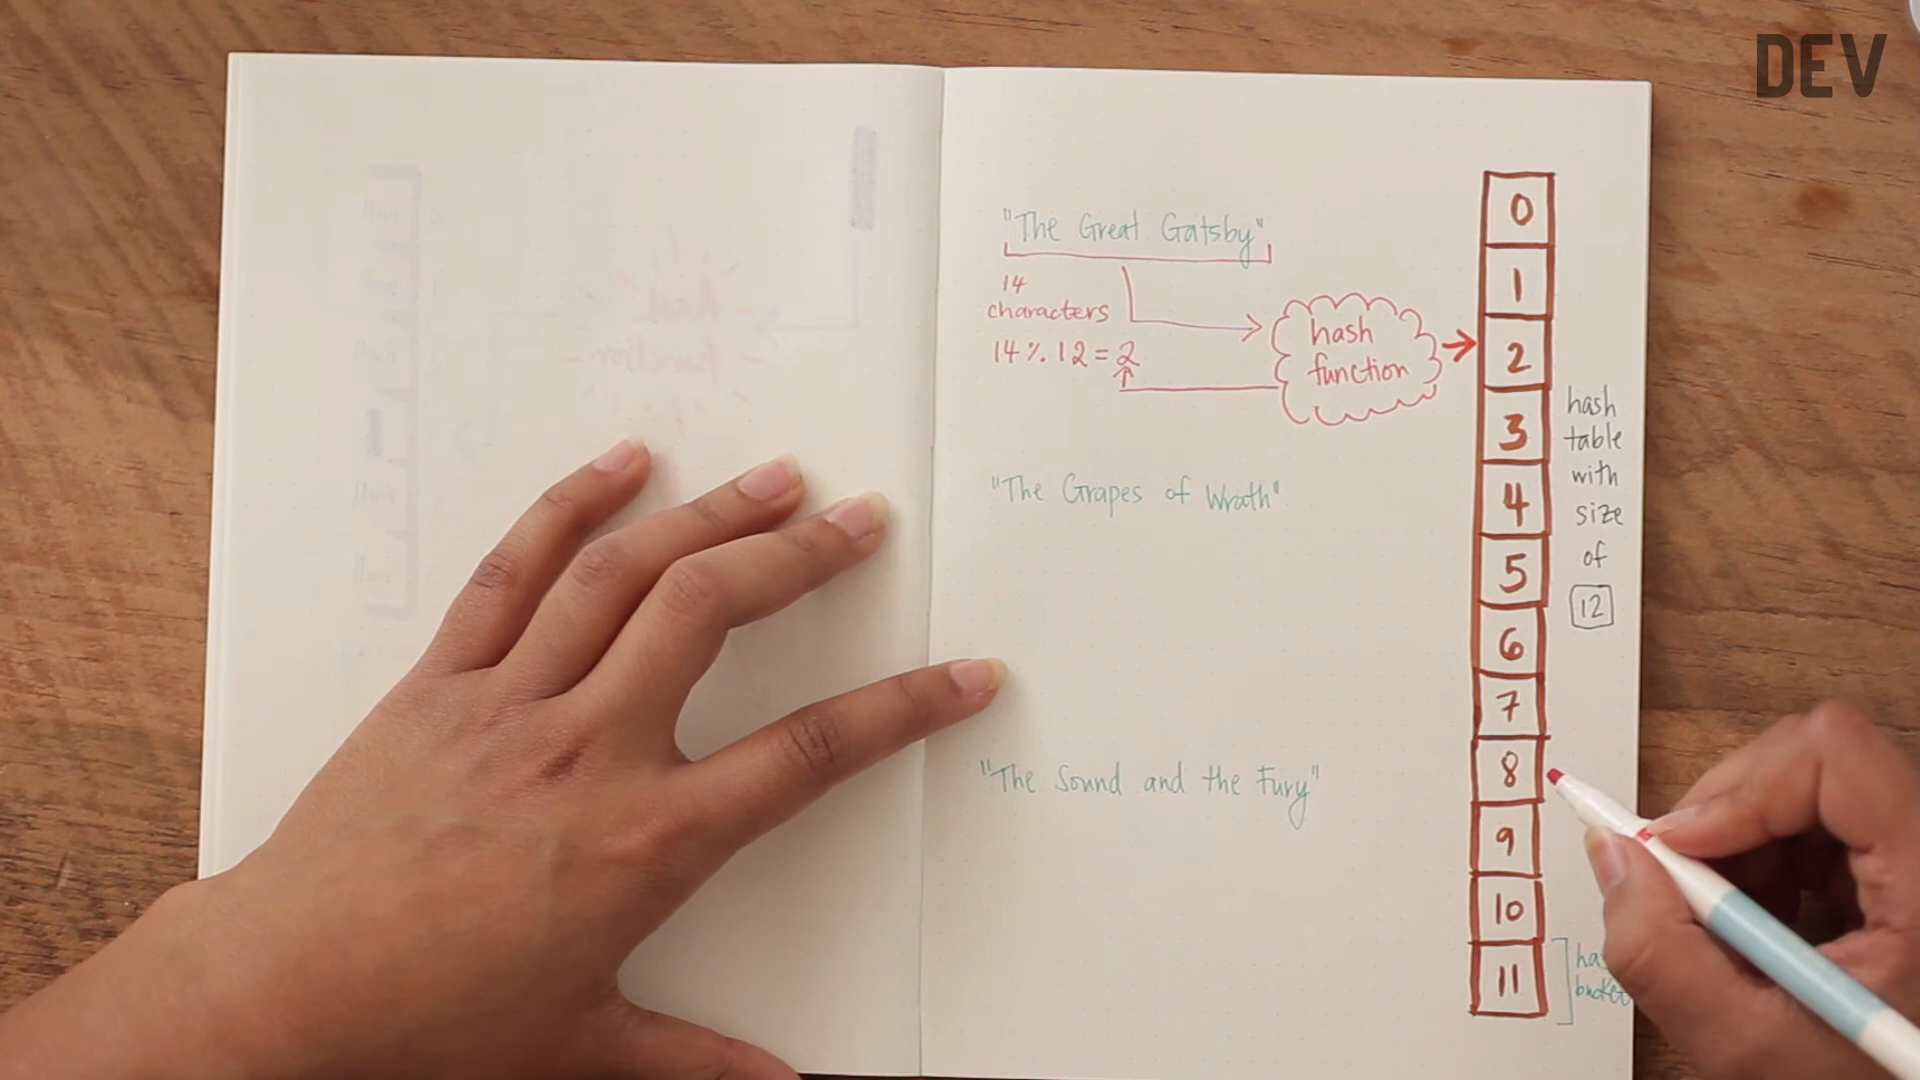 DEV
"The Great Gatsby"
14
characters
14 % 12 = 2
hash
function
"The Grapes of Wrath"
"The Sound and the Fury"
0
1
2
3
4
5
6
7
8
9
10
11
hash
table
with
size
of
12